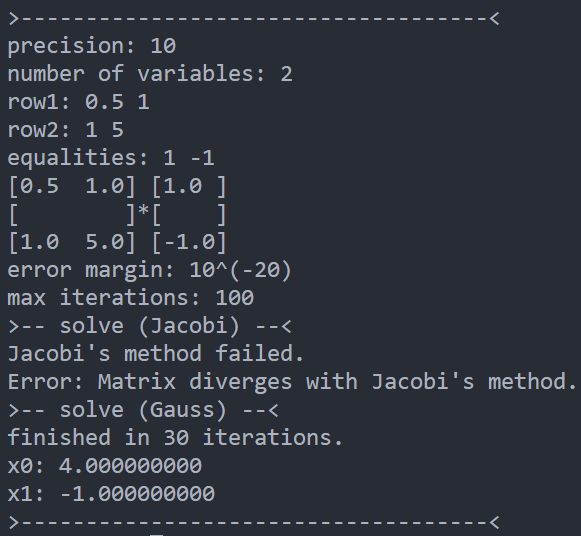 >------------------------------------<
precision: 10
number of variables: 2
row1: 0.5 1
row2: 1 5
equalities: 1 -1
[0.5  1.0] [1.0 ]
[        ]*[    ]
[1.0  5.0] [-1.0]
error margin: 10^(-20)
max iterations: 100
>-- solve (Jacobi) --<
Jacobi's method failed.
Error: Matrix diverges with Jacobi's method.
>-- solve (Gauss) --<
finished in 30 iterations.
x0: 4.000000000
x1: -1.000000000
>------------------------------------<